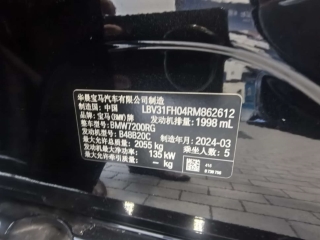 华晨宝马汽车有限公司制造
制造国：中国 LBV31FH04RM862612
品牌：宝马(BMW)牌 发动机排量：1998 mL
整车型号：BMW7200RG
发动机型号：B48B20C 制造年月：2024-03
最大允许总质量：2055 kg 乘坐人数：5
发动机最大净功率：135 kW
-- kg